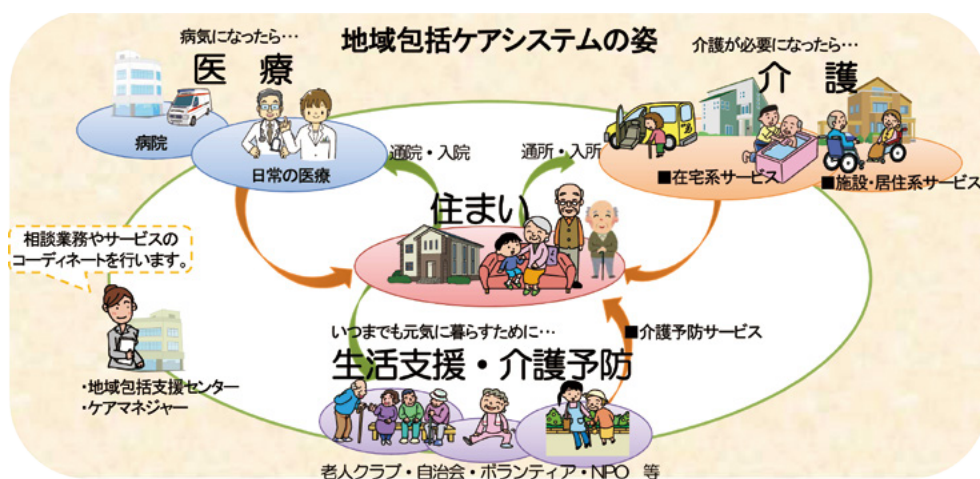 地域包括ケアシステムの姿
病気になったら…
医 療
病院
日常の医療
通院・入院
介護が必要になったら…
介 護
通所・入所
■在宅系サービス
■施設・居住系サービス
住まい
相談業務やサービスの
コーディネートを行います。
・地域包括支援センター
・ケアマネジャー
いつまでも元気に暮らすために…
生活支援・介護予防
■介護予防サービス
老人クラブ・自治会・ボランティア・NPO 等